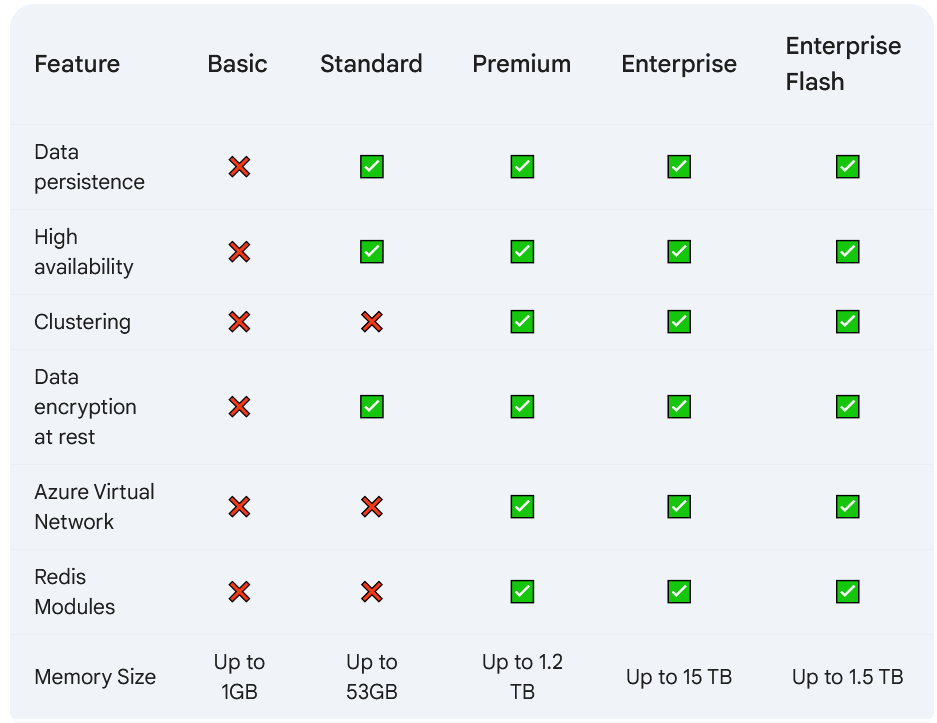 Feature Basic Standard Premium Enterprise Enterprise
Flash
Data
persistence ❌ ✅ ✅ ✅ ✅
High
availability ❌ ✅ ✅ ✅ ✅
Clustering ❌ ❌ ✅ ✅ ✅
Data
encryption ❌ ✅ ✅ ✅ ✅
at rest
Azure Virtual
Network ❌ ❌ ✅ ✅ ✅
Redis
Modules ❌ ❌ ✅ ✅ ✅
Memory Size
Up to
1GB
Up to
53GB
Up to 1.2
TB
Up to 15 TB
Up to 1.5 TB